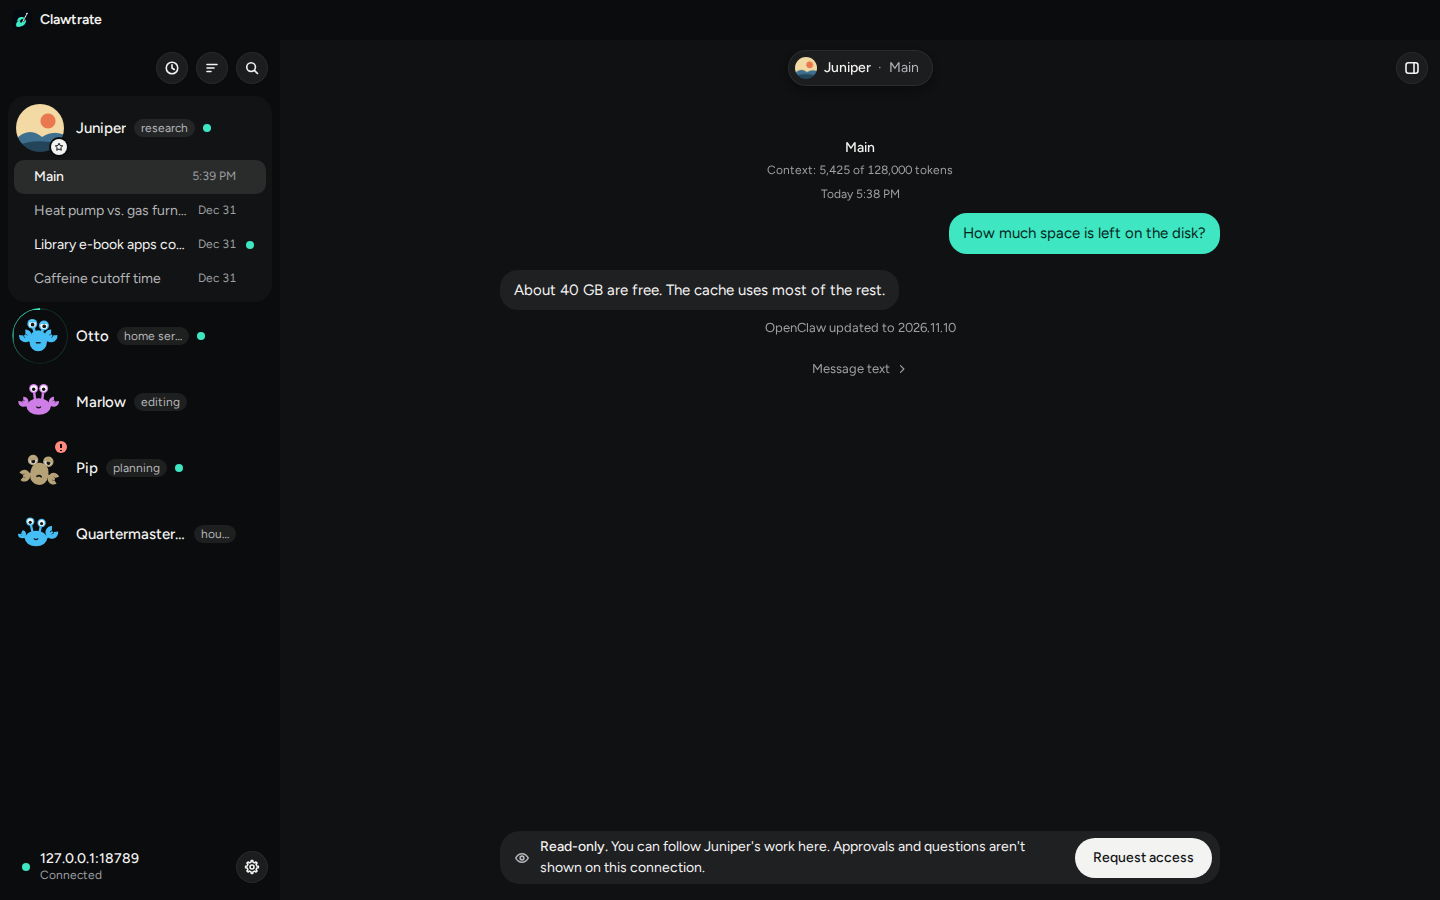 Clawtrate
Juniper research
Main 5:39 PM
Heat pump vs. gas furn... Dec 31
Library e-book apps co... Dec 31
Caffeine cutoff time Dec 31
Otto home ser...
Marlow editing
Pip planning
Quartermaster... hou...
127.0.0.1:18789
Connected
Juniper · Main
Main
Context: 5,425 of 128,000 tokens
Today 5:38 PM
How much space is left on the disk?
About 40 GB are free. The cache uses most of the rest.
OpenClaw updated to 2026.11.10
Message text
Read-only. You can follow Juniper's work here. Approvals and questions aren't
shown on this connection.
Request access